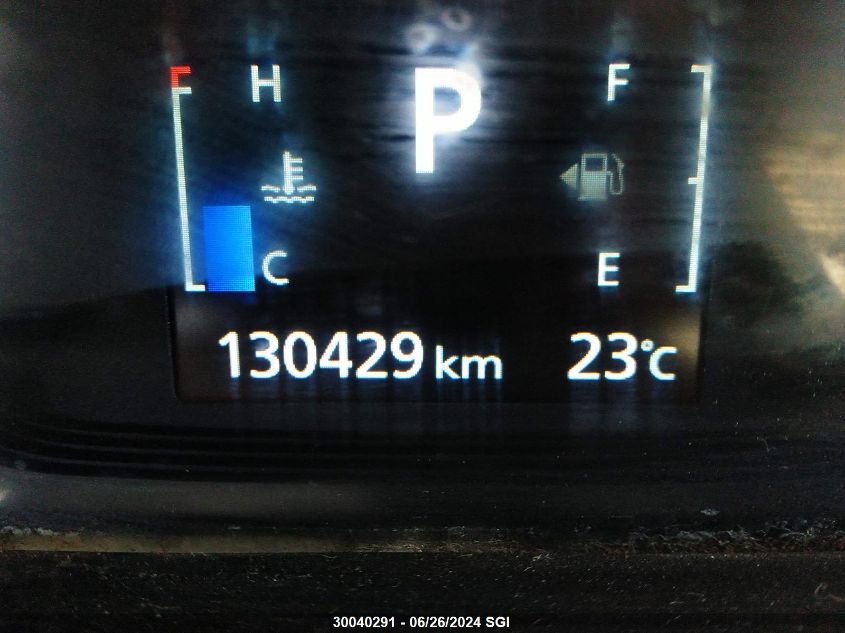 H P F
C E
130429 km 23°C
30040291 - 06/26/2024 SGI